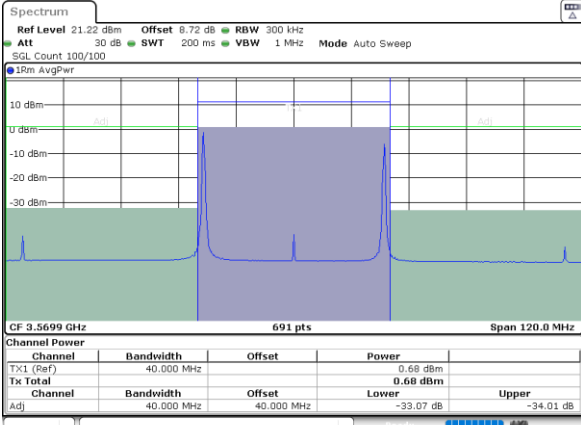 Spectrum
Ref Level 21.22 dBm Offset 8.72 dB RBW 300 kHz
Att 30 dB SWT 200 ms VBW 1 MHz Mode Auto Sweep
SGL Count 100/100
1Rm AvgPwr
10 dBm
Adj Adj
0 dBm
-10 dBm
-20 dBm
-30 dBm
CF 3.5699 GHz 691 pts Span 120.0 MHz
Channel Power
Channel Bandwidth Offset Power
TX1 (Ref) 40.000 MHz 0.68 dBm
Tx Total 0.68 dBm
Channel Bandwidth Offset Lower Upper
Adj 40.000 MHz 40.000 MHz -33.07 dB -34.01 dB